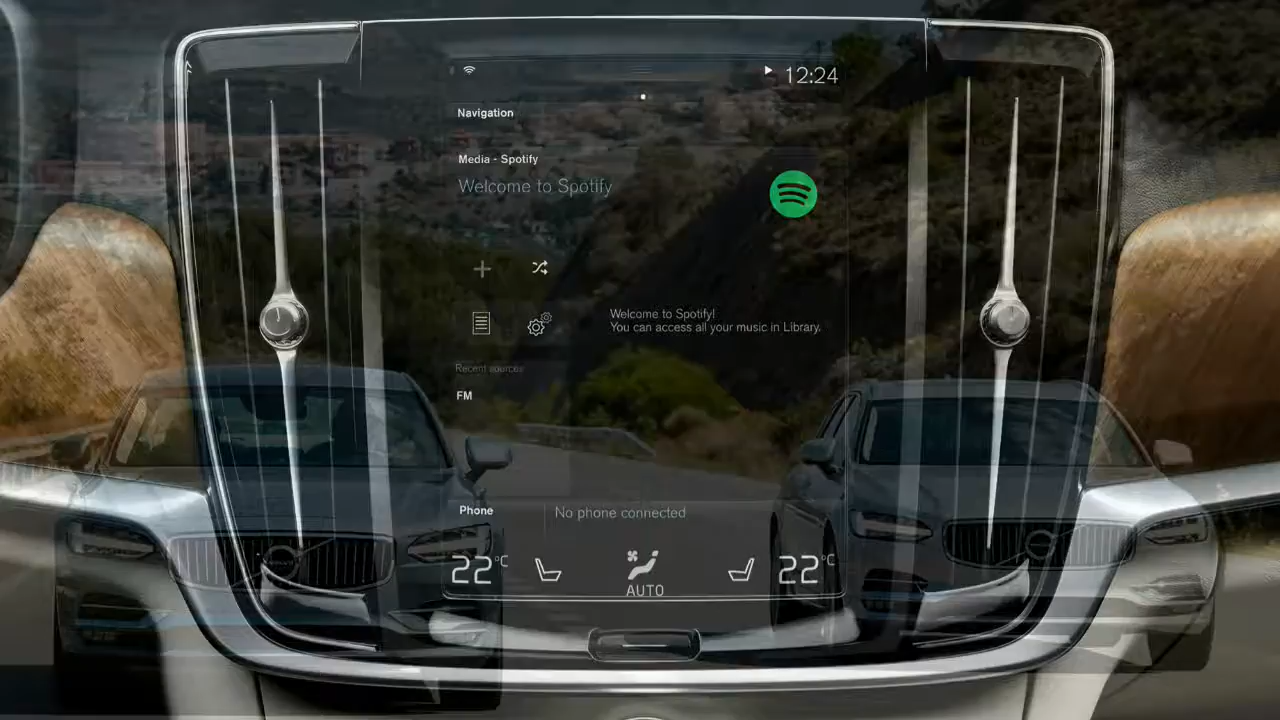 12:24
Navigation
Media - Spotify
Welcome to Spotify
Welcome to Spotify!
You can access all your music in Library.
Recent sources
FM
Phone
No phone connected
22°C
AUTO
22°C